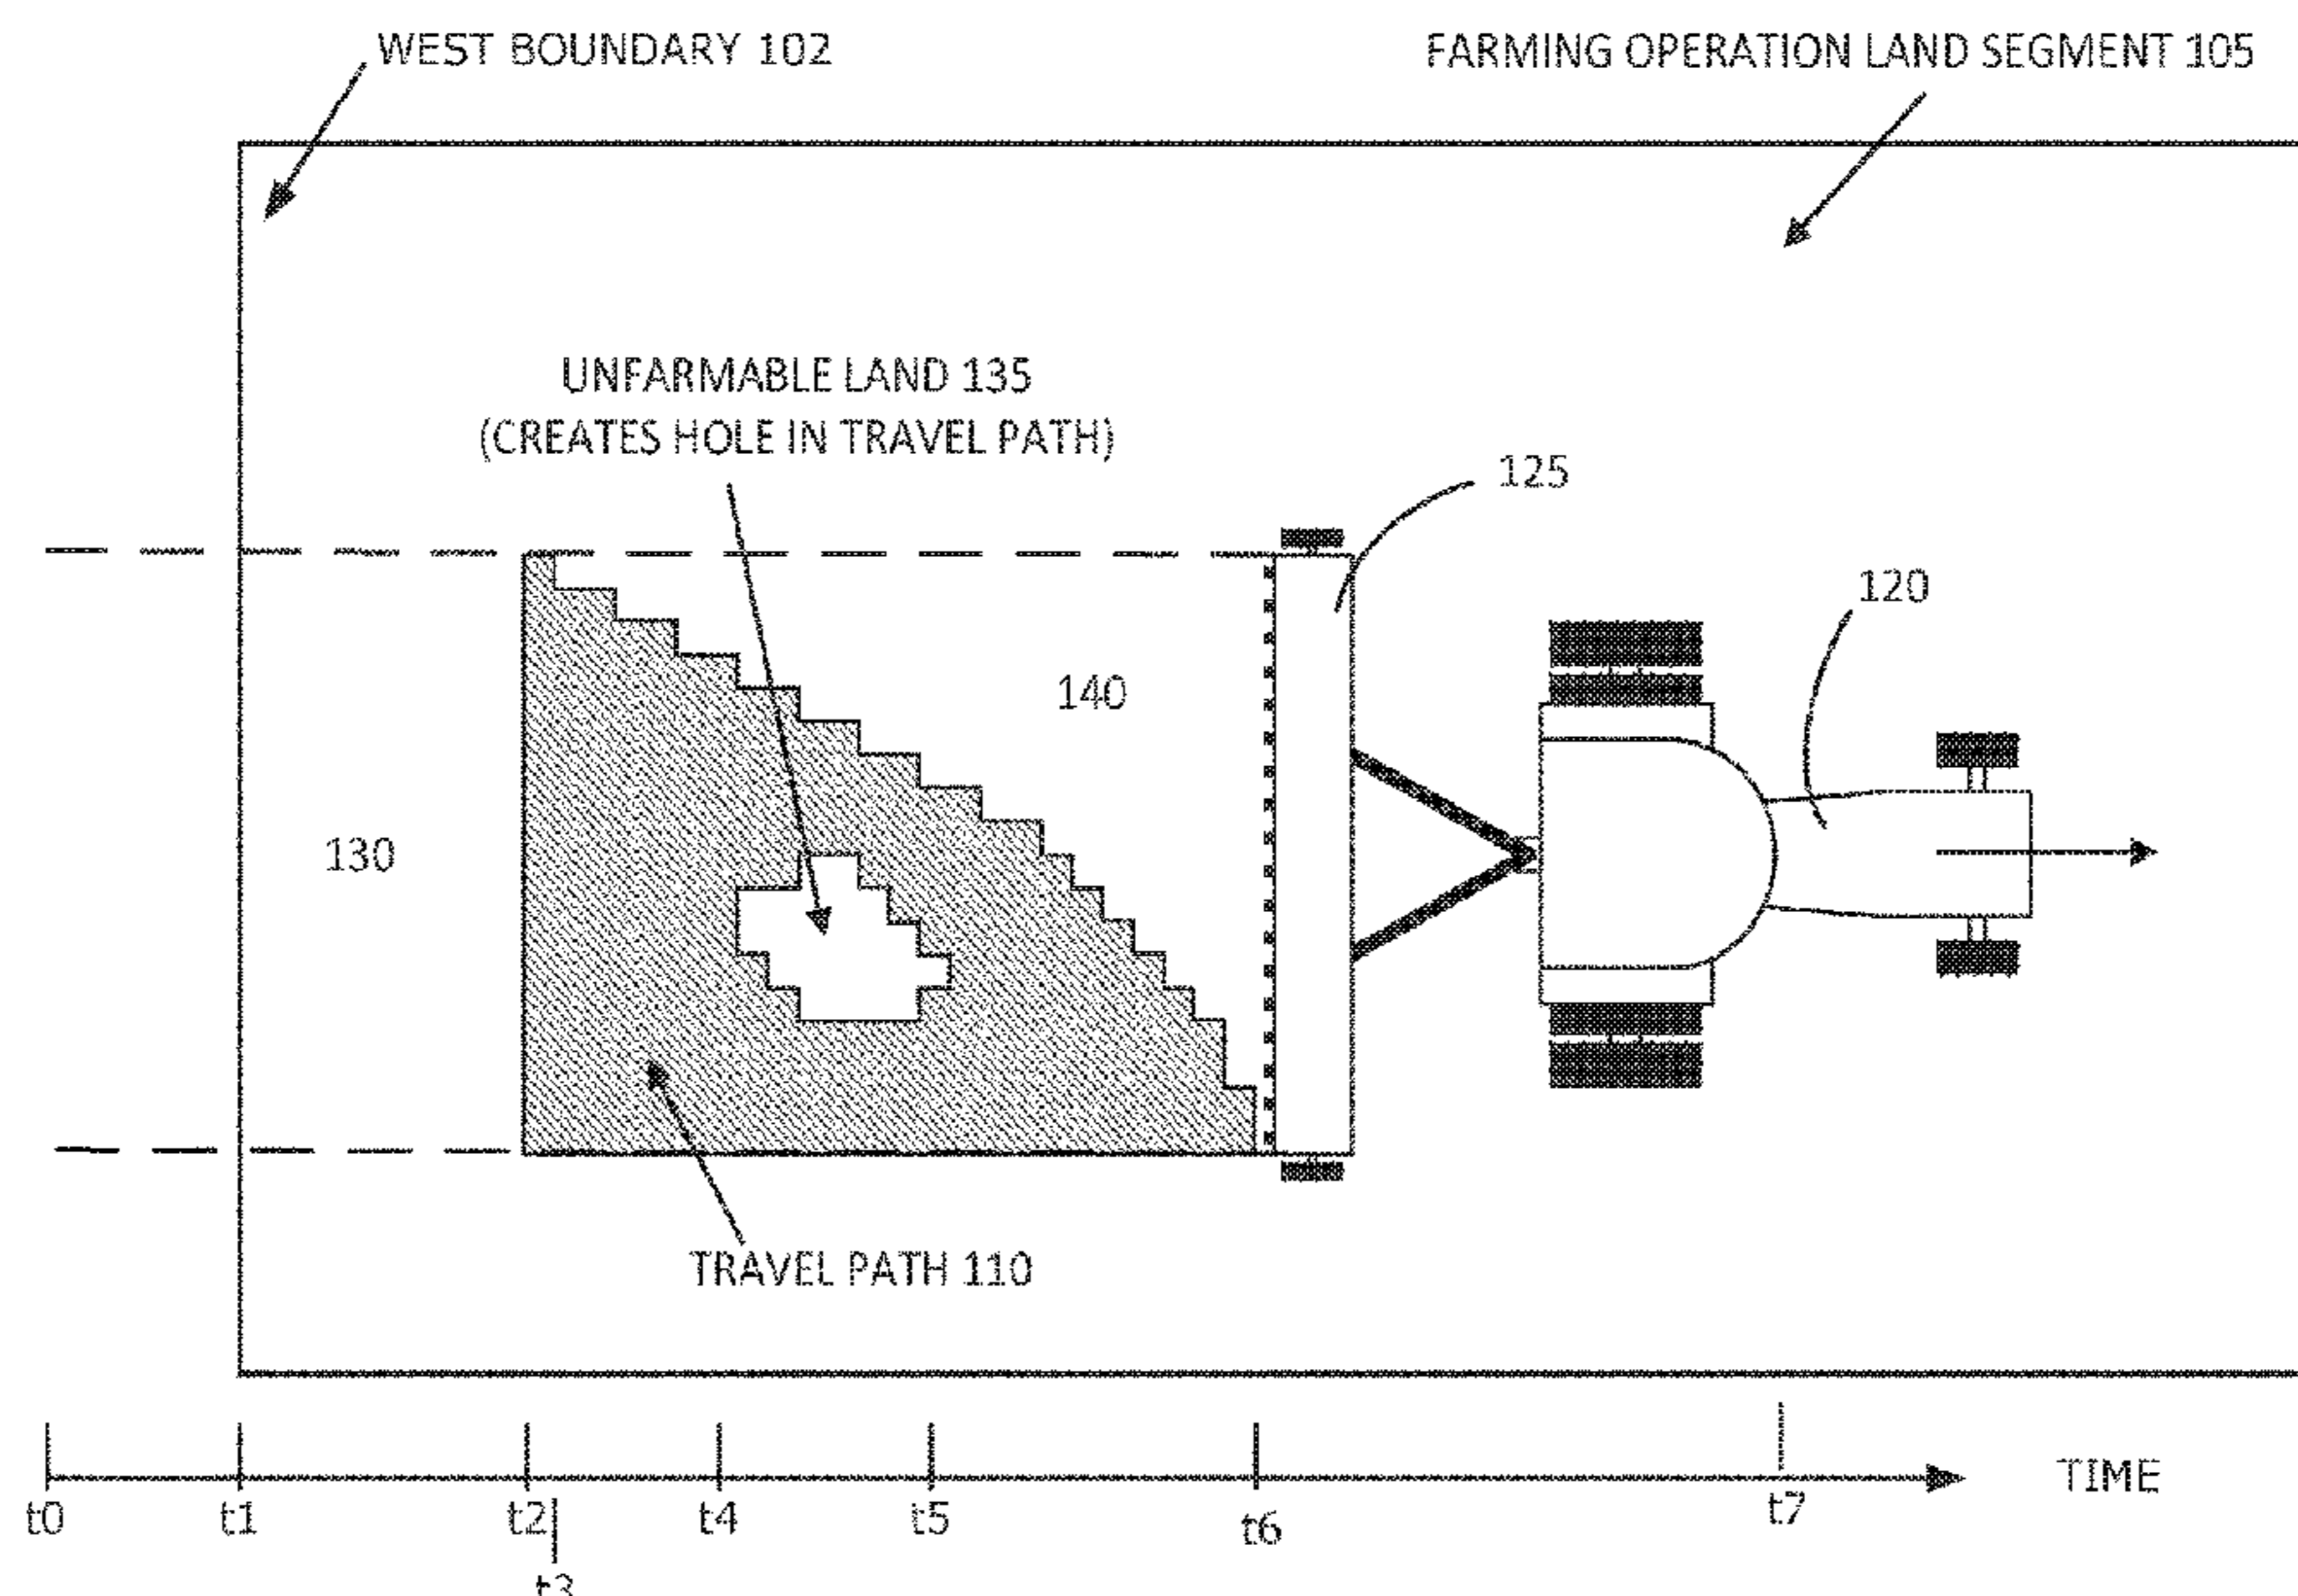 WEST BOUNDARY 102
FARMING OPERATION LAND SEGMENT 105
UNFARMABLE LAND 135
(CREATES HOLE IN TRAVEL PATH)
125
120
140
130
TRAVEL PATH 110
TIME
t0
t1
t2
t4
t5
t6
t7
t3